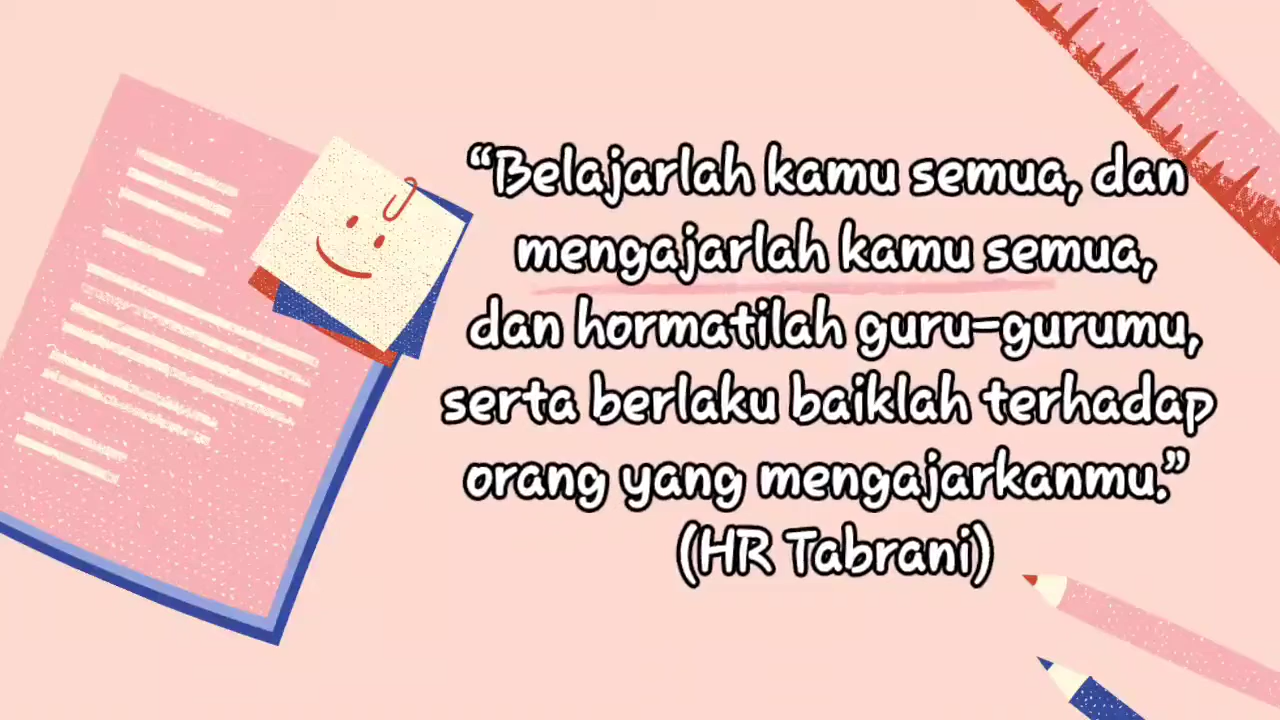 “Belajarlah kamu semua, dan
mengajarlah kamu semua,
dan hormatilah guru-gurumu,
serta berlaku baiklah terhadap
orang yang mengajarkanmu.”
(HR Tabrani)